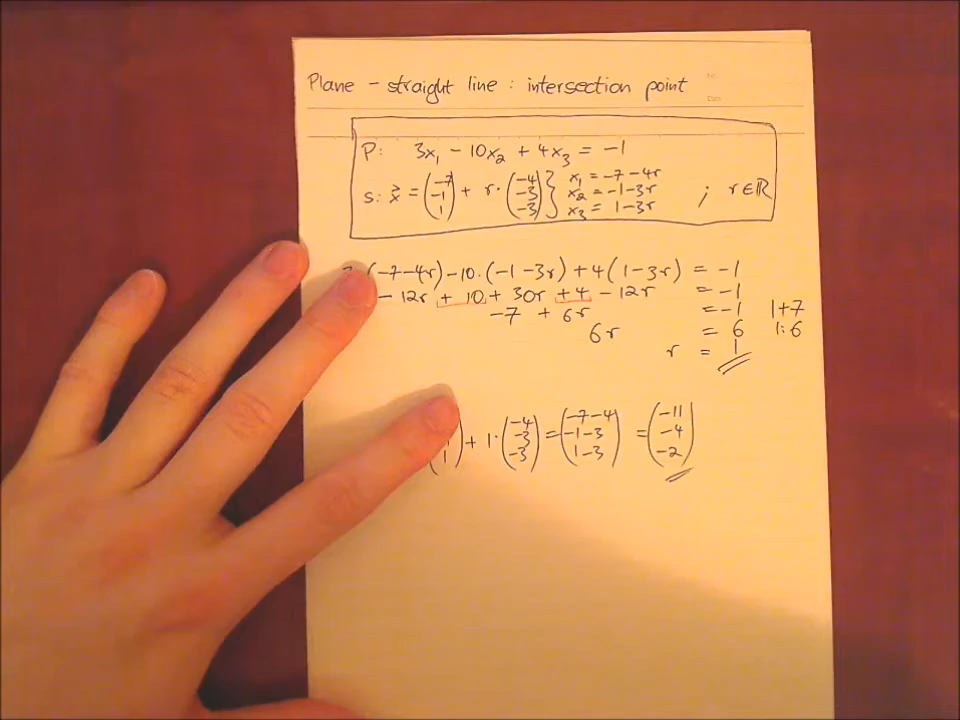 Plane - straight line : intersection point
P: 3x₁ - 10x₂ + 4x₃ = -1
s: x⃗ = (-7 -1 1) + r · (-4 -3 -3) } x₁ = -7 - 4r x₂ = -1 - 3r x₃ = 1 - 3r ; r ∈ ℝ
(-7-4r) - 10 · (-1-3r) + 4(1-3r) = -1
- 12r + 10 + 30r + 4 - 12r = -1
-7 + 6r = -1 | +7
6r = 6 | :6
r = 1
1) + 1 · (-4 -3 -3) = (-7-4 -1-3 1-3) = (-11 -4 -2)